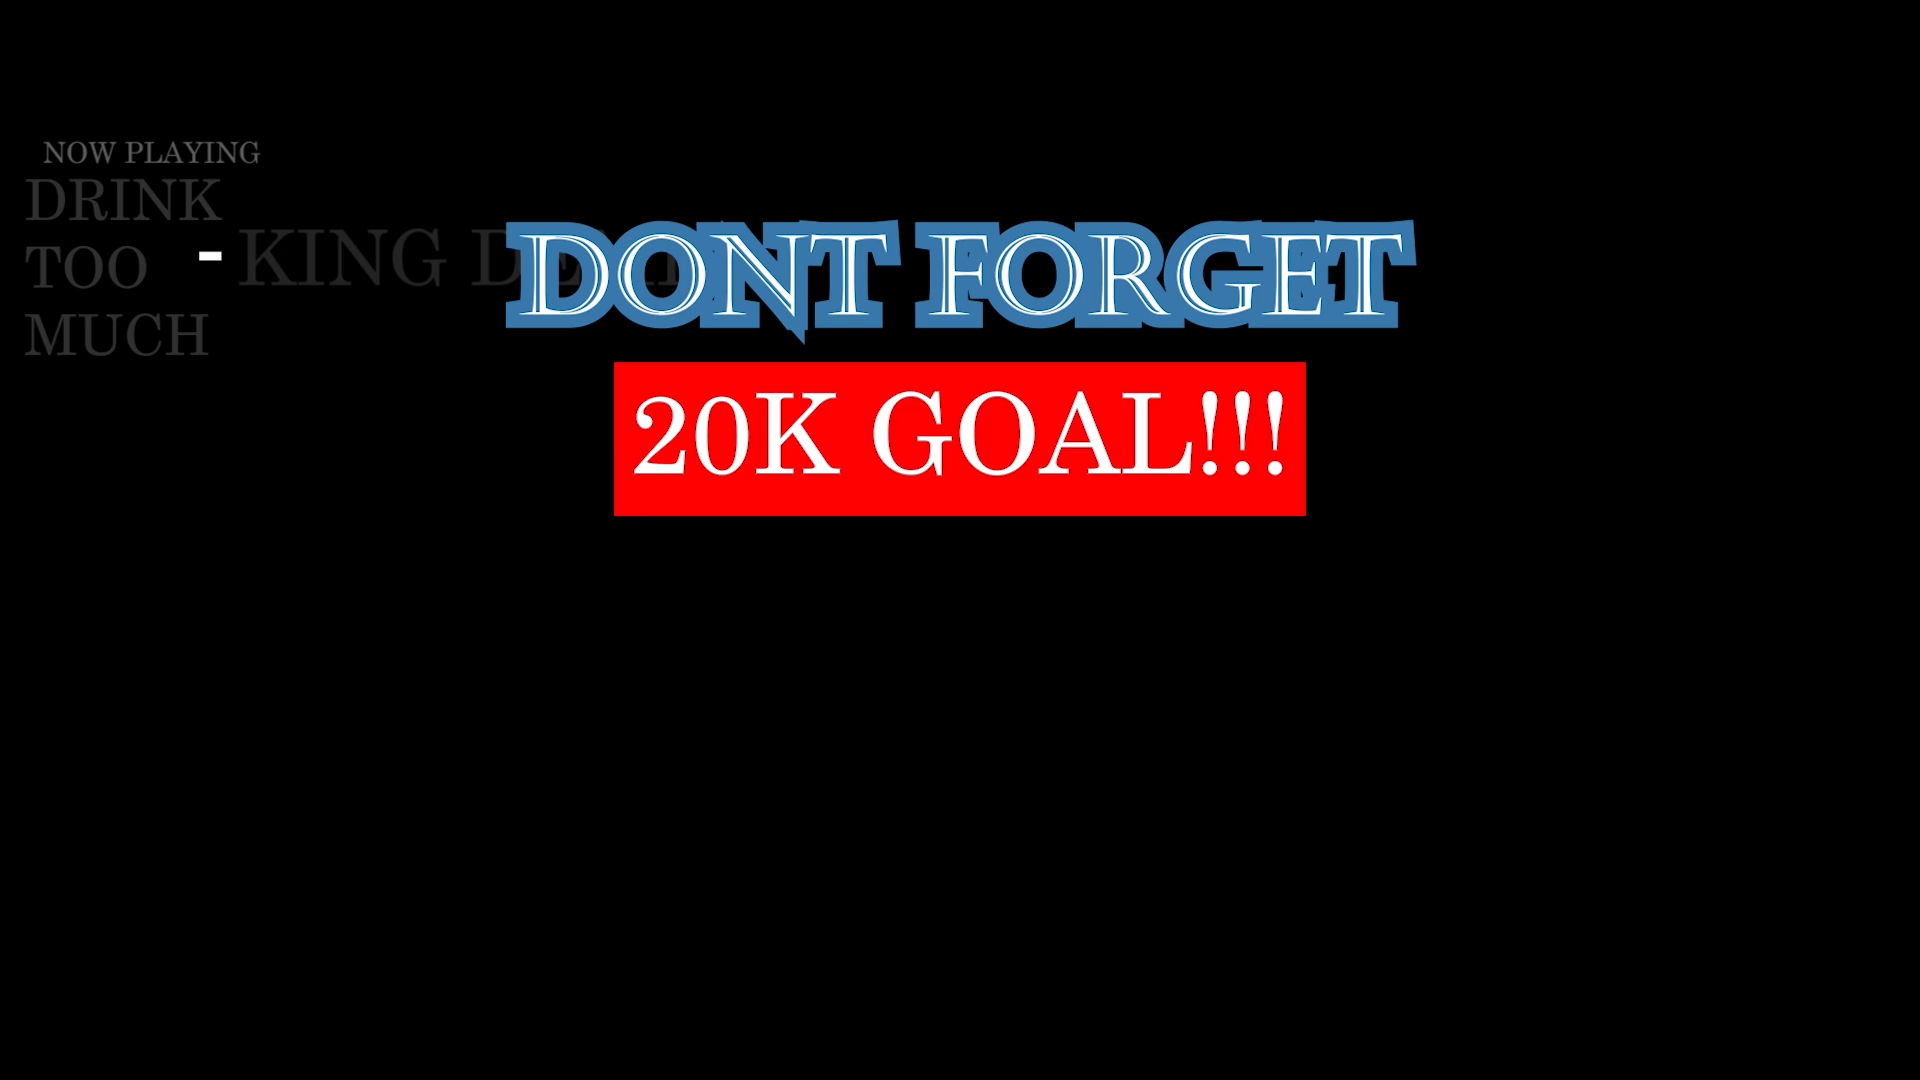 NOW PLAYING
DRINK
TOO
MUCH
- KING
DONT FORGET
20K GOAL!!!